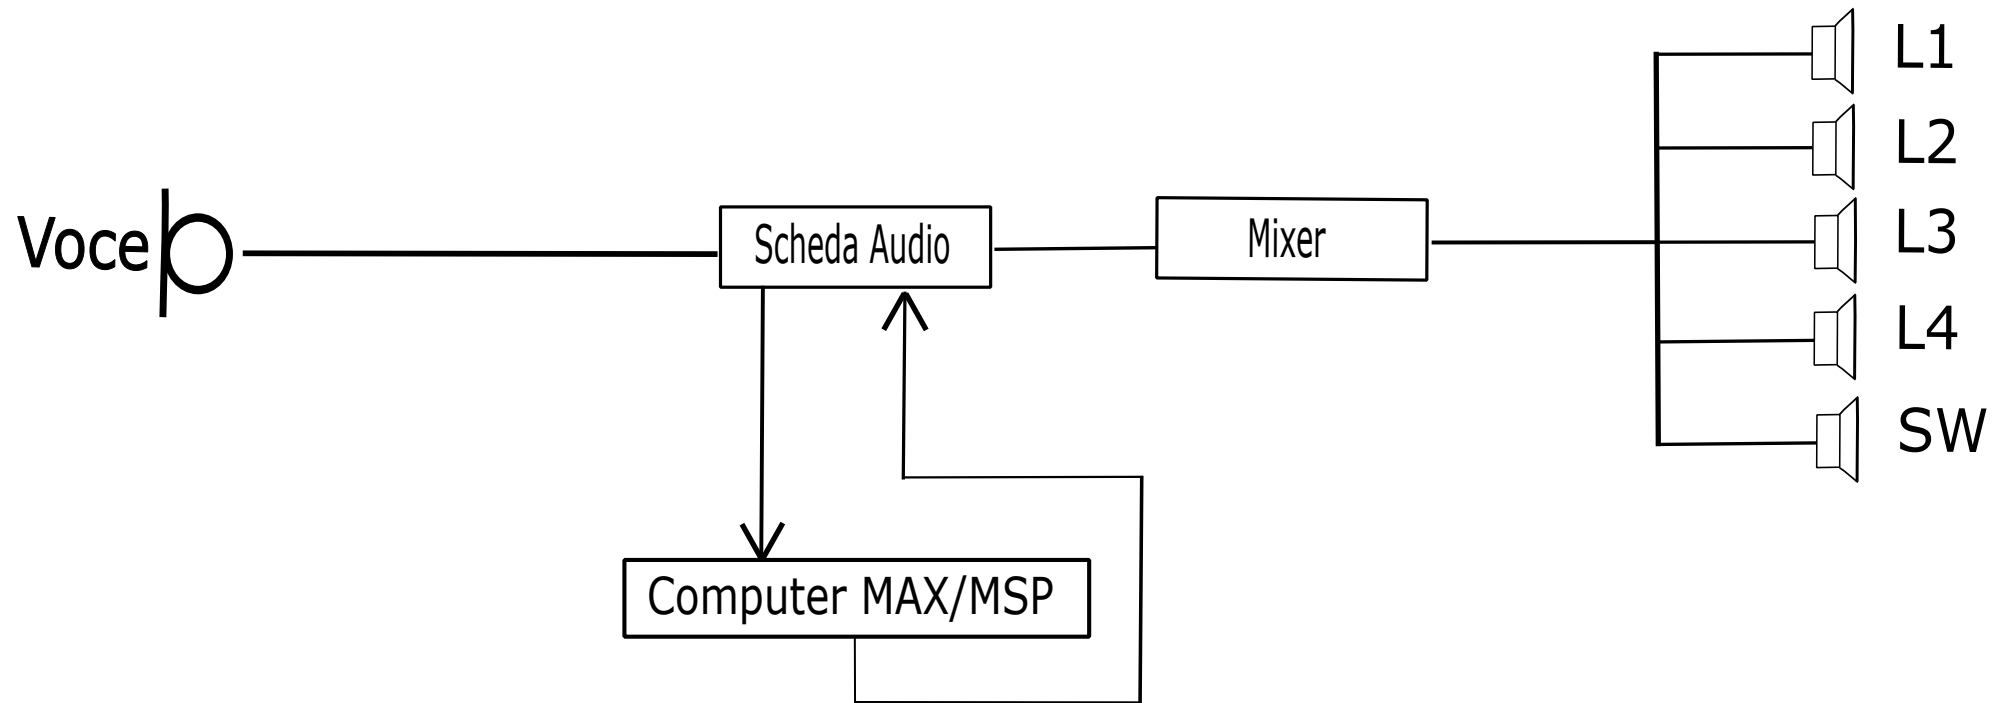 Voce
Scheda Audio
Mixer
Computer MAX/MSP
L1
L2
L3
L4
SW